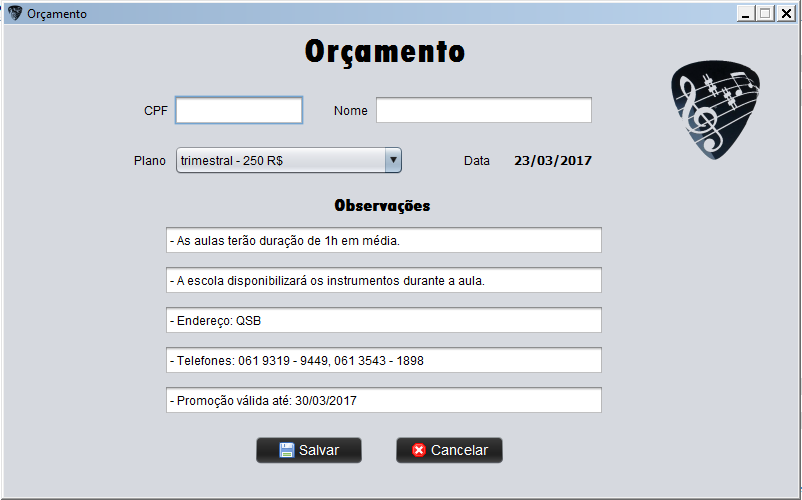 Orçamento
Orçamento
CPF Nome
Plano trimestral - 250 R$ Data 23/03/2017
Observações
- As aulas terão duração de 1h em média.
- A escola disponibilizará os instrumentos durante a aula.
- Endereço: QSB
- Telefones: 061 9319 - 9449, 061 3543 - 1898
- Promoção válida até: 30/03/2017
Salvar Cancelar